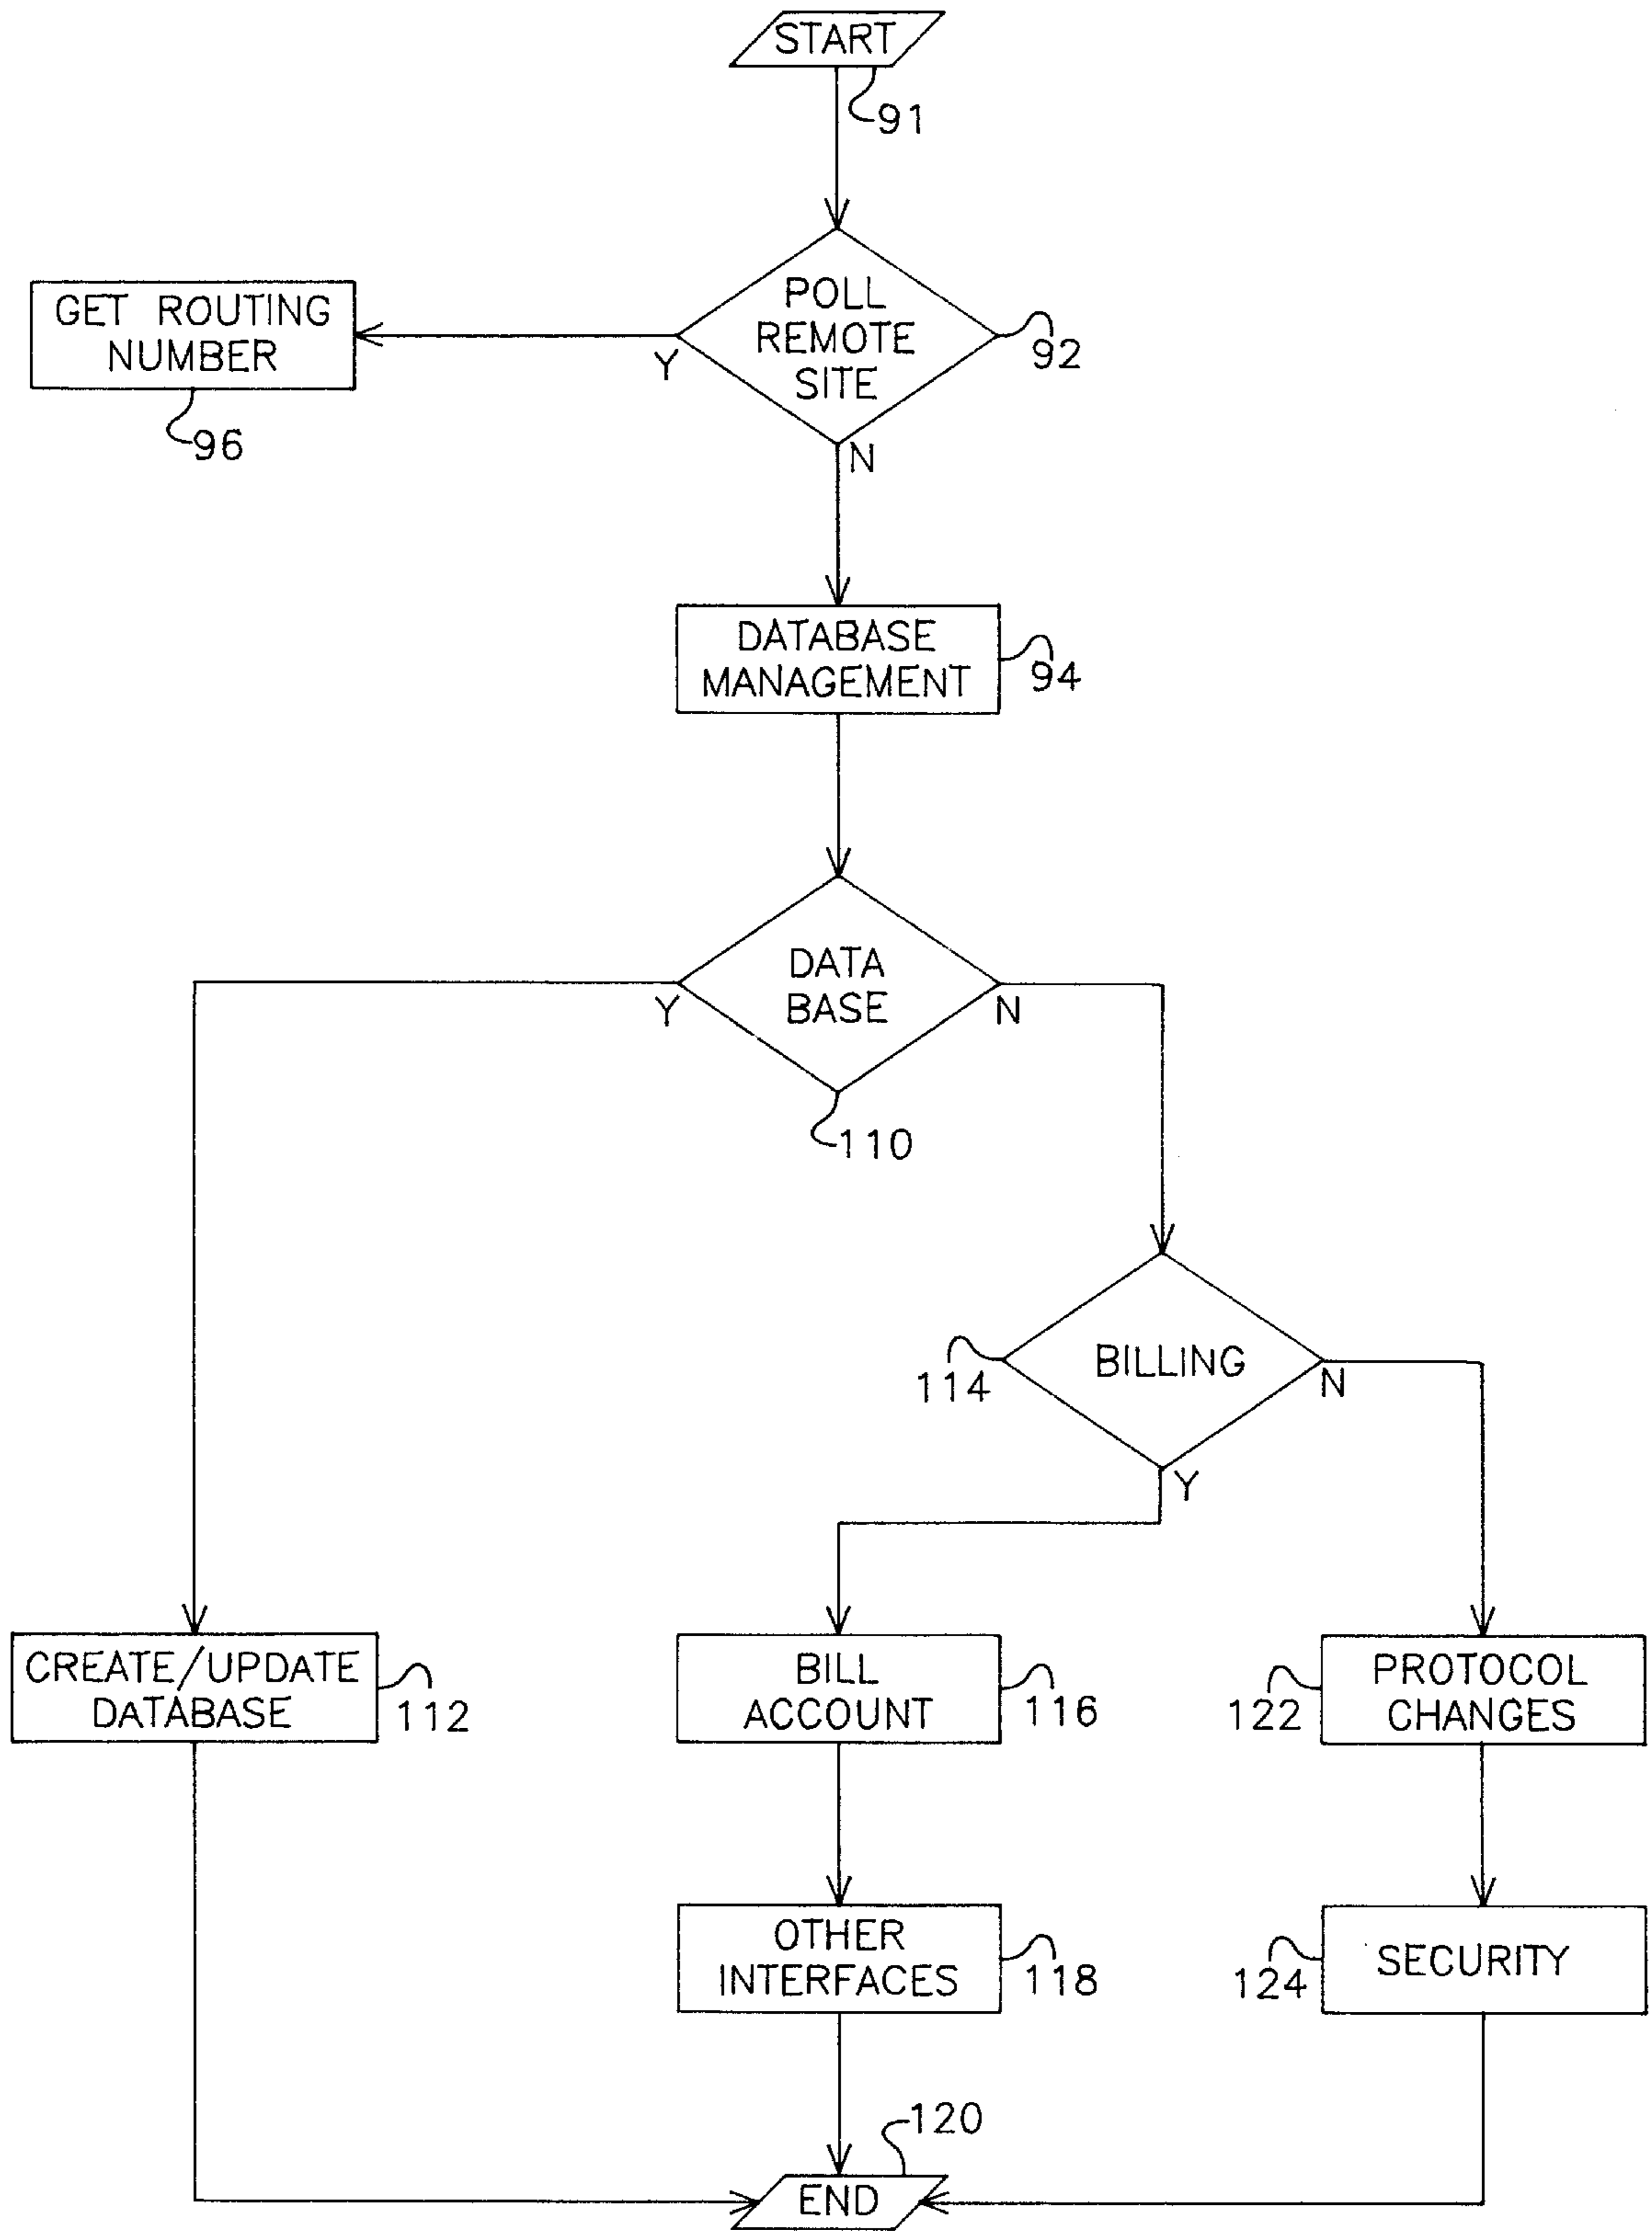 START
91
POLL
REMOTE
SITE
92
Y
N
GET ROUTING
NUMBER
96
DATABASE
MANAGEMENT
94
DATA
BASE
Y
N
110
BILLING
114
N
Y
CREATE/UPDATE
DATABASE
112
BILL
ACCOUNT
116
PROTOCOL
CHANGES
122
OTHER
INTERFACES
118
SECURITY
124
120
END